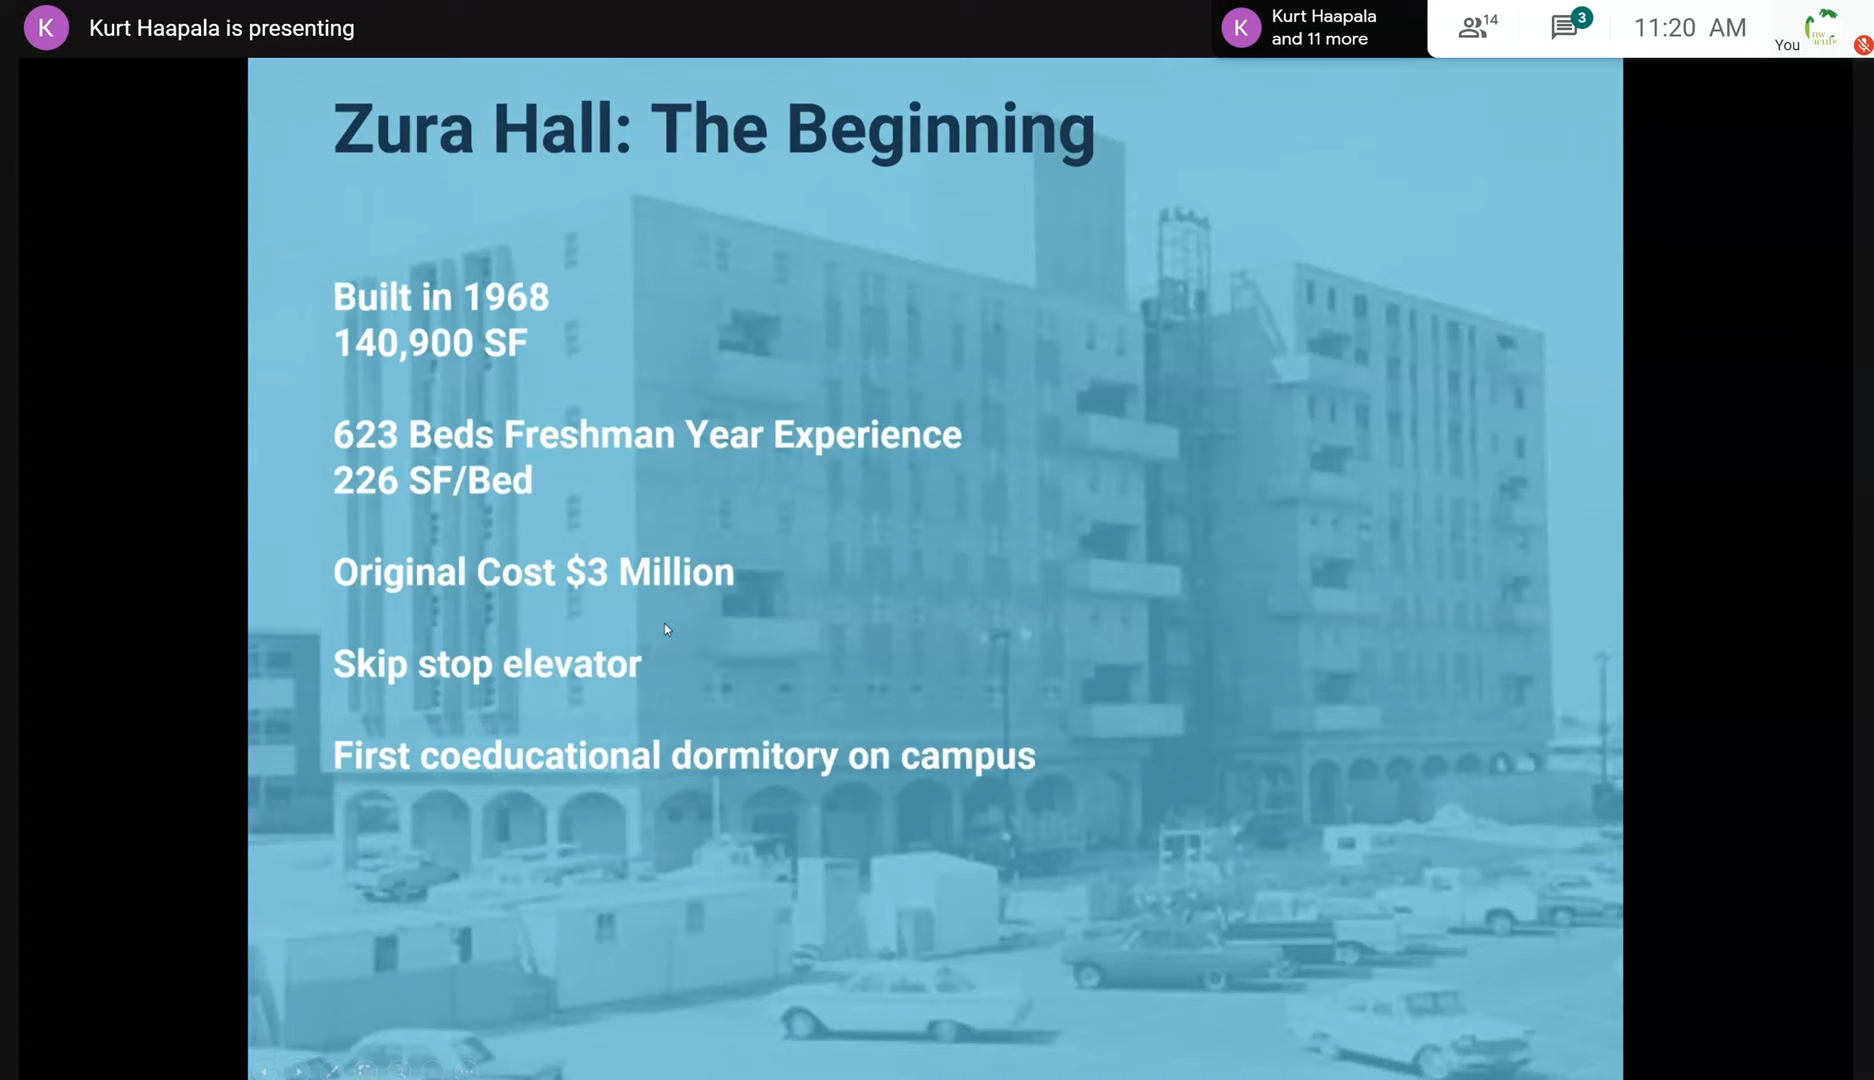 K
Kurt Haapala is presenting
K
Kurt Haapala
and 11 more
14
3
11:20 AM
You
Zura Hall: The Beginning
Built in 1968
140,900 SF
623 Beds Freshman Year Experience
226 SF/Bed
Original Cost $3 Million
Skip stop elevator
First coeducational dormitory on campus